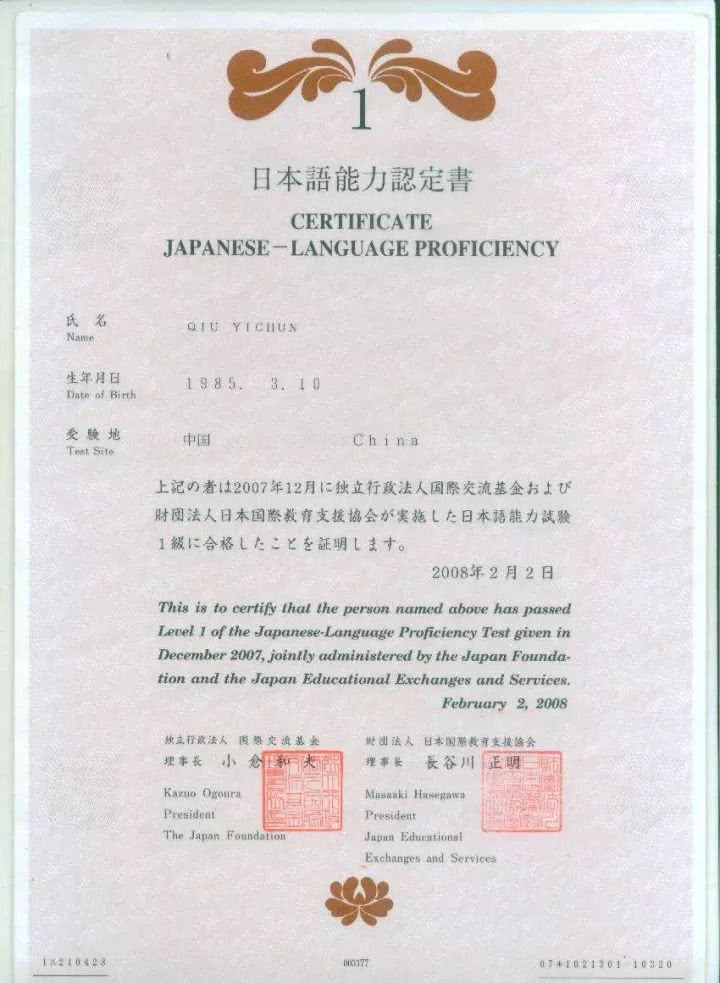 1
日本語能力認定書
CERTIFICATE
JAPANESE－LANGUAGE PROFICIENCY
氏 名 QIU YICHUN
Name
生年月日 1985. 3. 10
Date of Birth
受 験 地 中国 China
Test Site
上記の者は2007年12月に独立行政法人国際交流基金および
財団法人日本国際教育支援協会が実施した日本語能力試験
1級に合格したことを証明します。
2008年2月2日
This is to certify that the person named above has passed
Level 1 of the Japanese-Language Proficiency Test given in
December 2007, jointly administered by the Japan Founda-
tion and the Japan Educational Exchanges and Services.
February 2, 2008
独立行政法人 国際交流基金
理事長 小倉和夫
Kazuo Ogoura
President
The Japan Foundation
財団法人 日本国際教育支援協会
理事長 長谷川 正明
Masaaki Hasegawa
President
Japan Educational
Exchanges and Services
1A210428 003177 07*1021301-10320